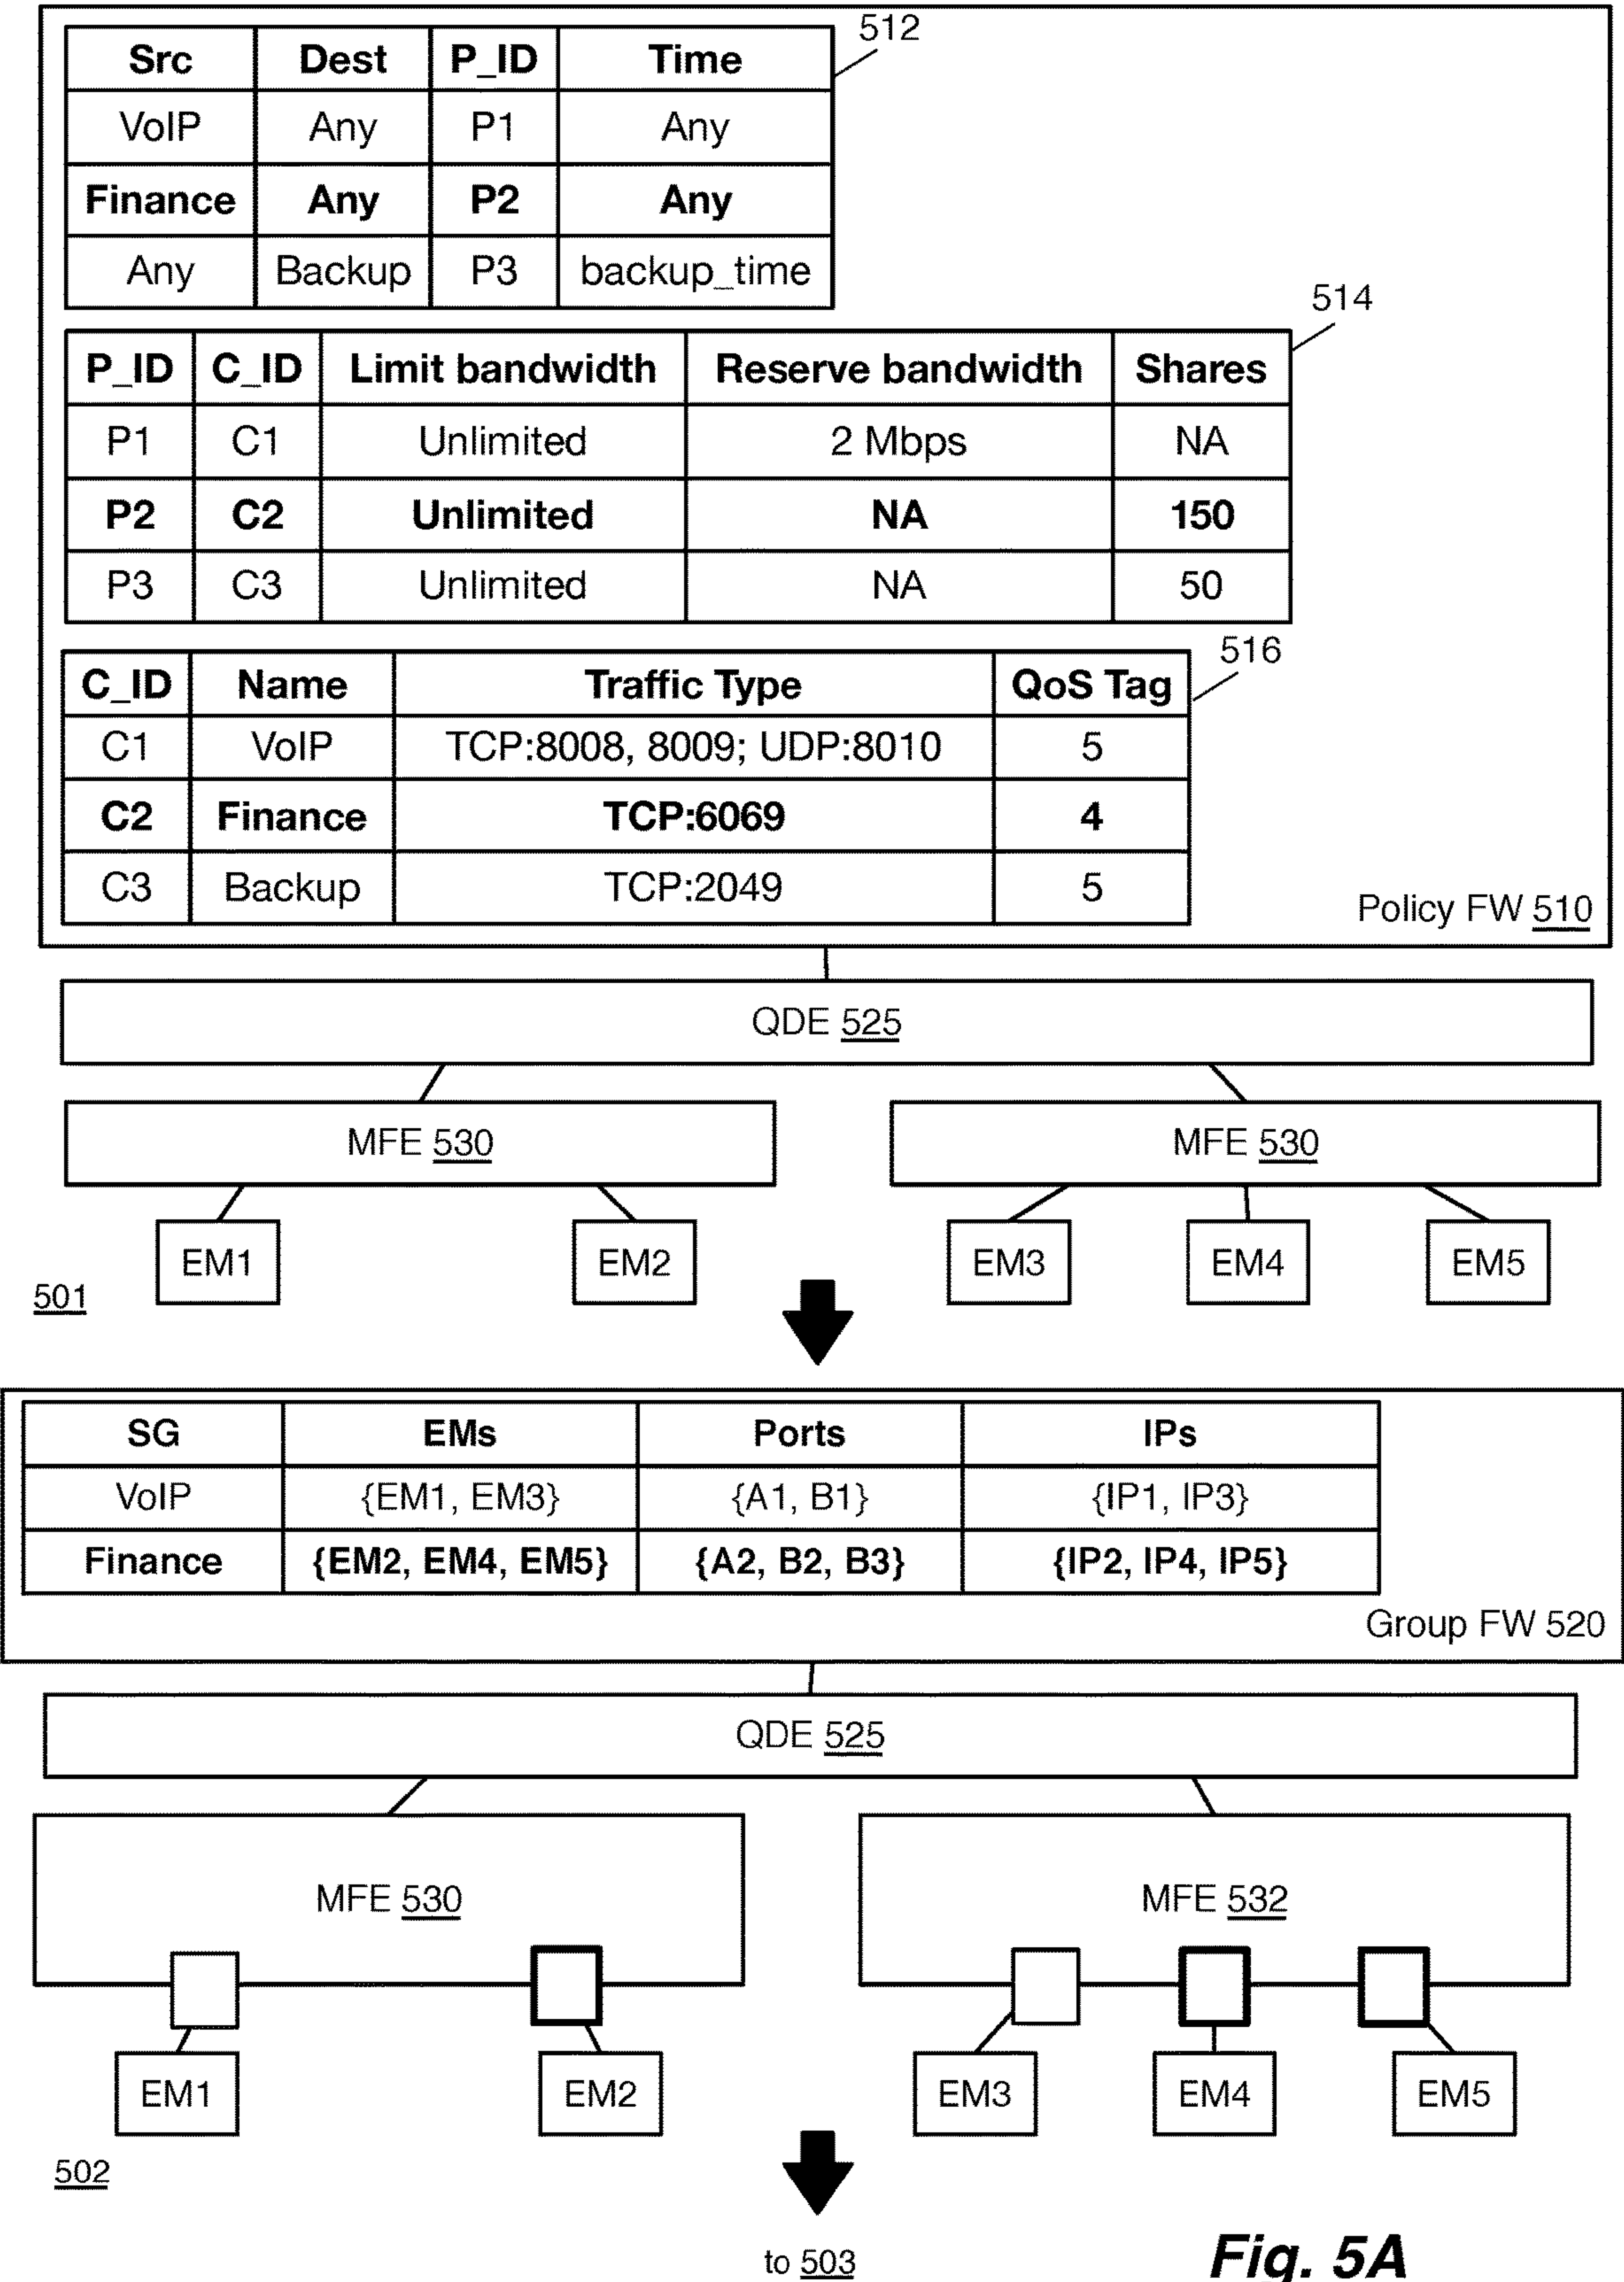 512
Src Dest P_ID Time
VoIP Any P1 Any
Finance Any P2 Any
Any Backup P3 backup_time
514
P_ID C_ID Limit bandwidth Reserve bandwidth Shares
P1 C1 Unlimited 2 Mbps NA
P2 C2 Unlimited NA 150
P3 C3 Unlimited NA 50
516
C_ID Name Traffic Type QoS Tag
C1 VoIP TCP:8008, 8009; UDP:8010 5
C2 Finance TCP:6069 4
C3 Backup TCP:2049 5
Policy FW 510
QDE 525
MFE 530 MFE 530
EM1 EM2 EM3 EM4 EM5
501
SG EMs Ports IPs
VoIP {EM1, EM3} {A1, B1} {IP1, IP3}
Finance {EM2, EM4, EM5} {A2, B2, B3} {IP2, IP4, IP5}
Group FW 520
QDE 525
MFE 530 MFE 532
EM1 EM2 EM3 EM4 EM5
502
to 503
Fig. 5A